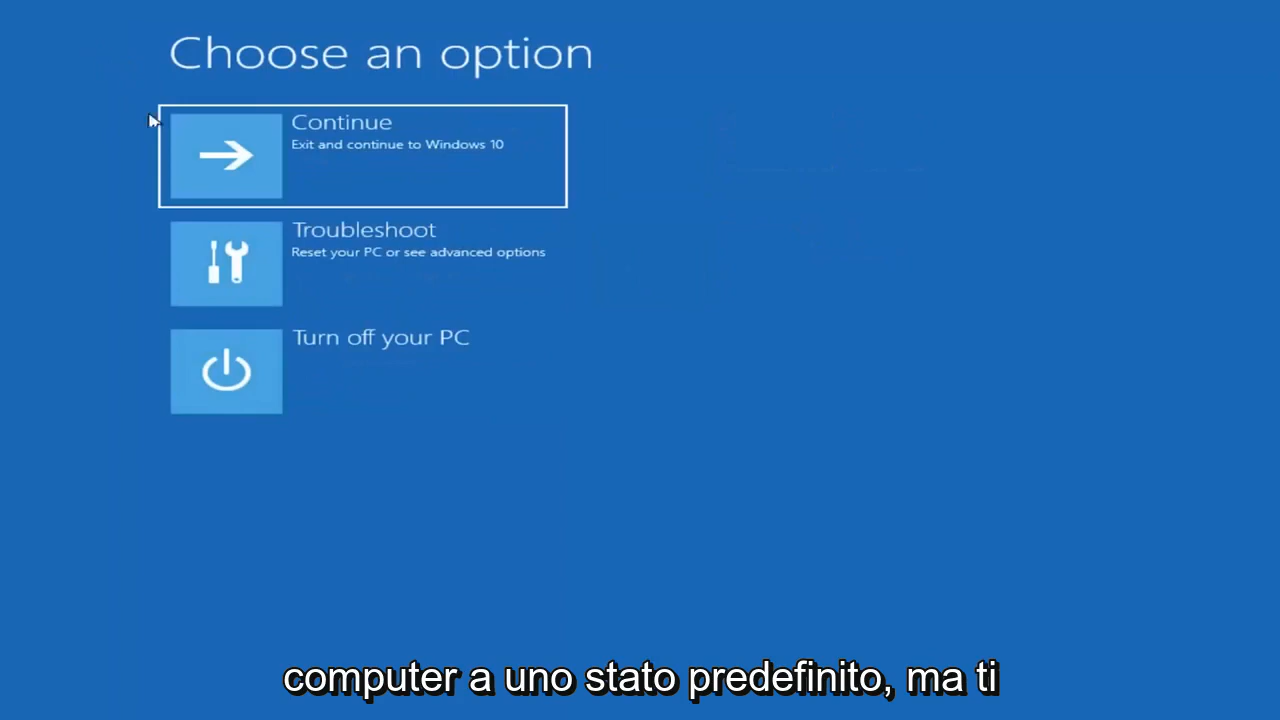 Choose an option
Continue
Exit and continue to Windows 10
Troubleshoot
Reset your PC or see advanced options
Turn off your PC
computer a uno stato predefinito, ma ti